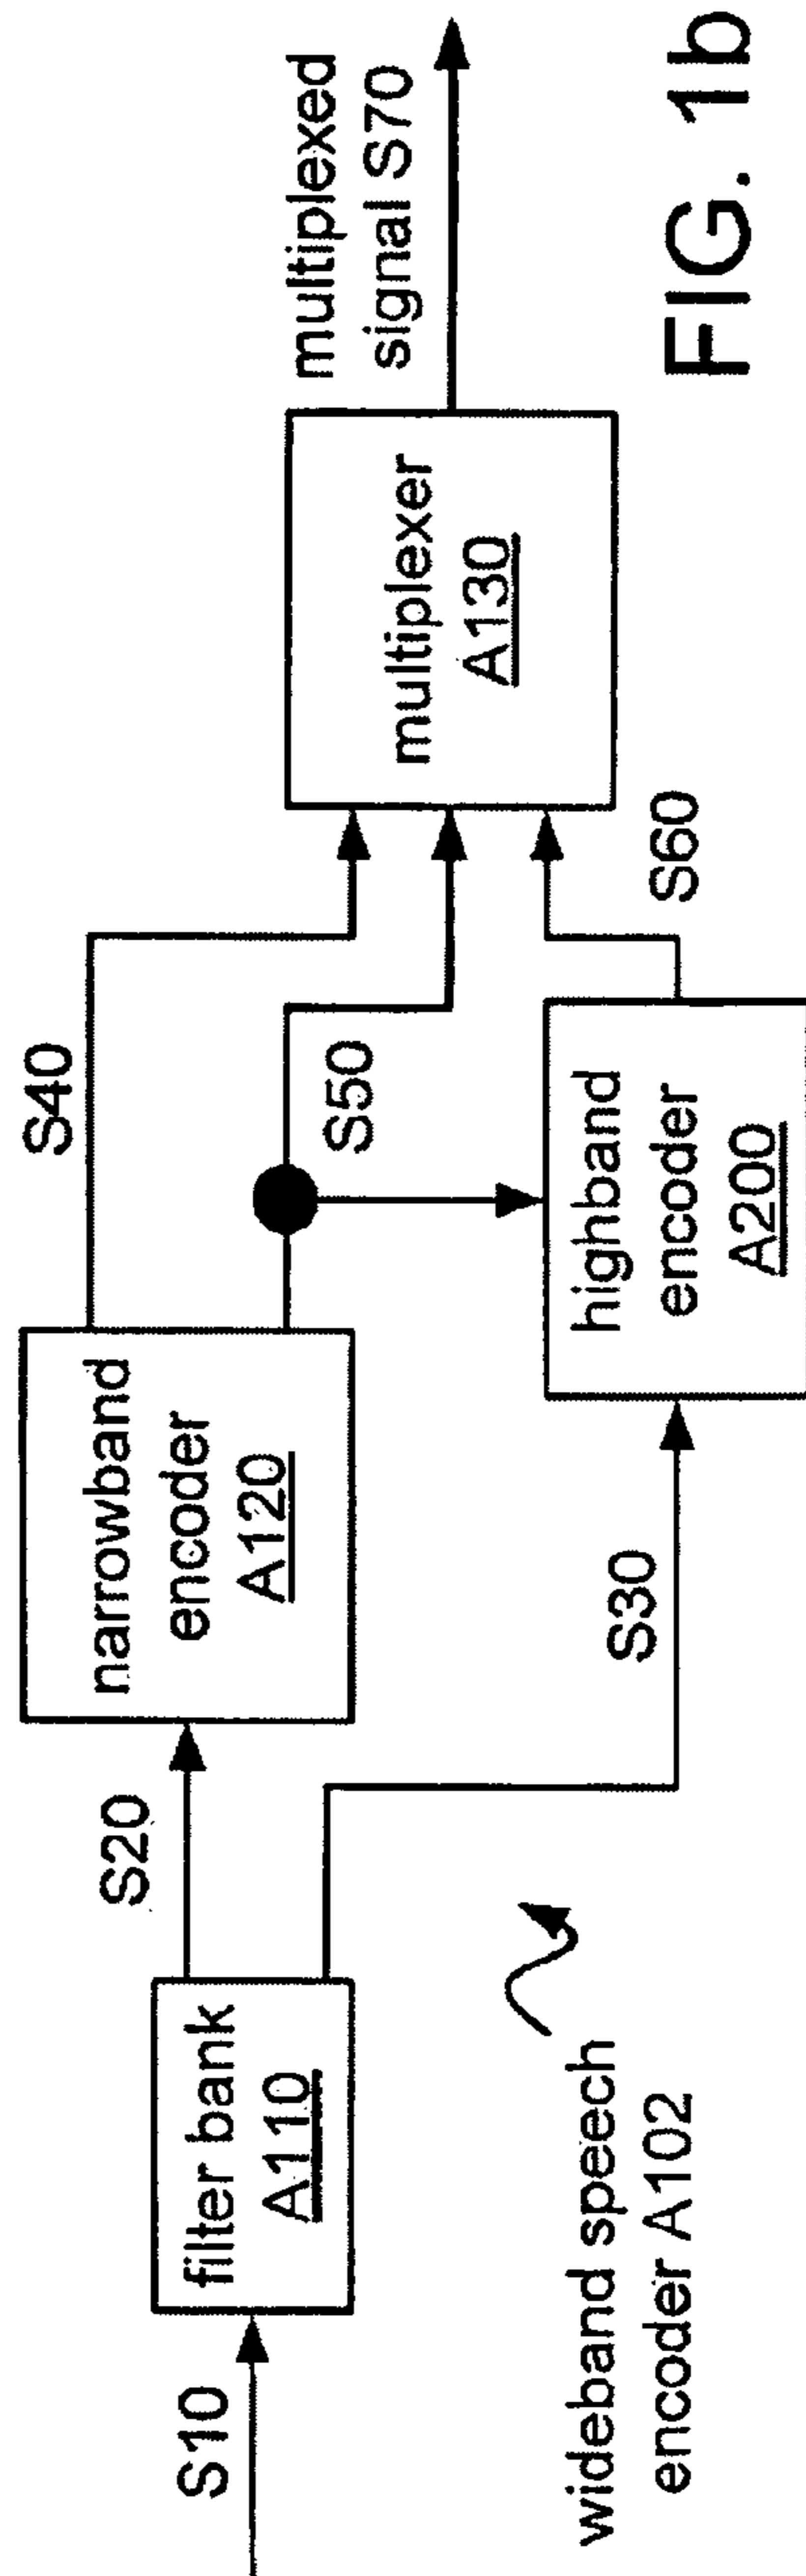 S10
filter bank
A110
S20
S30
narrowband
encoder
A120
S40
S50
highband
encoder
A200
S60
multiplexer
A130
multiplexed
signal S70
wideband speech
encoder A102
FIG. 1b